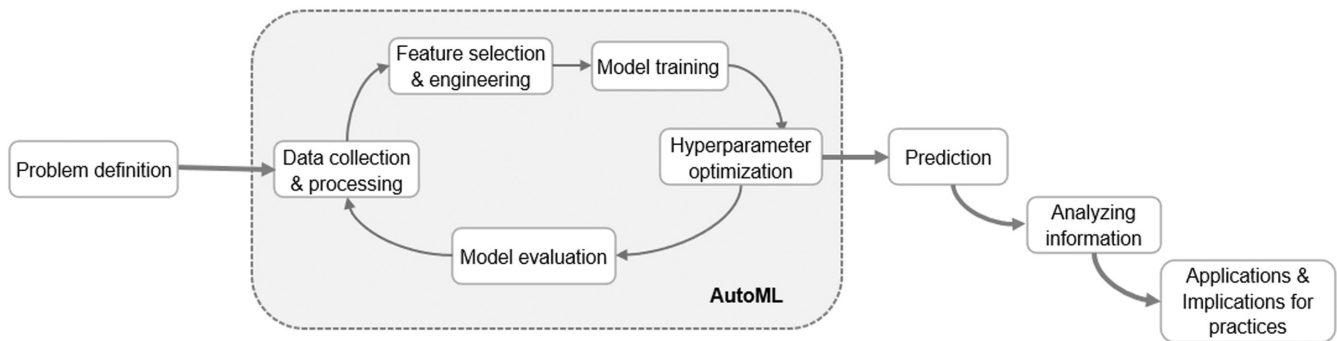 Problem definition
Data collection
& processing
Feature selection
& engineering
Model training
Hyperparameter
optimization
Model evaluation
AutoML
Prediction
Analyzing
information
Applications &
Implications for
practices